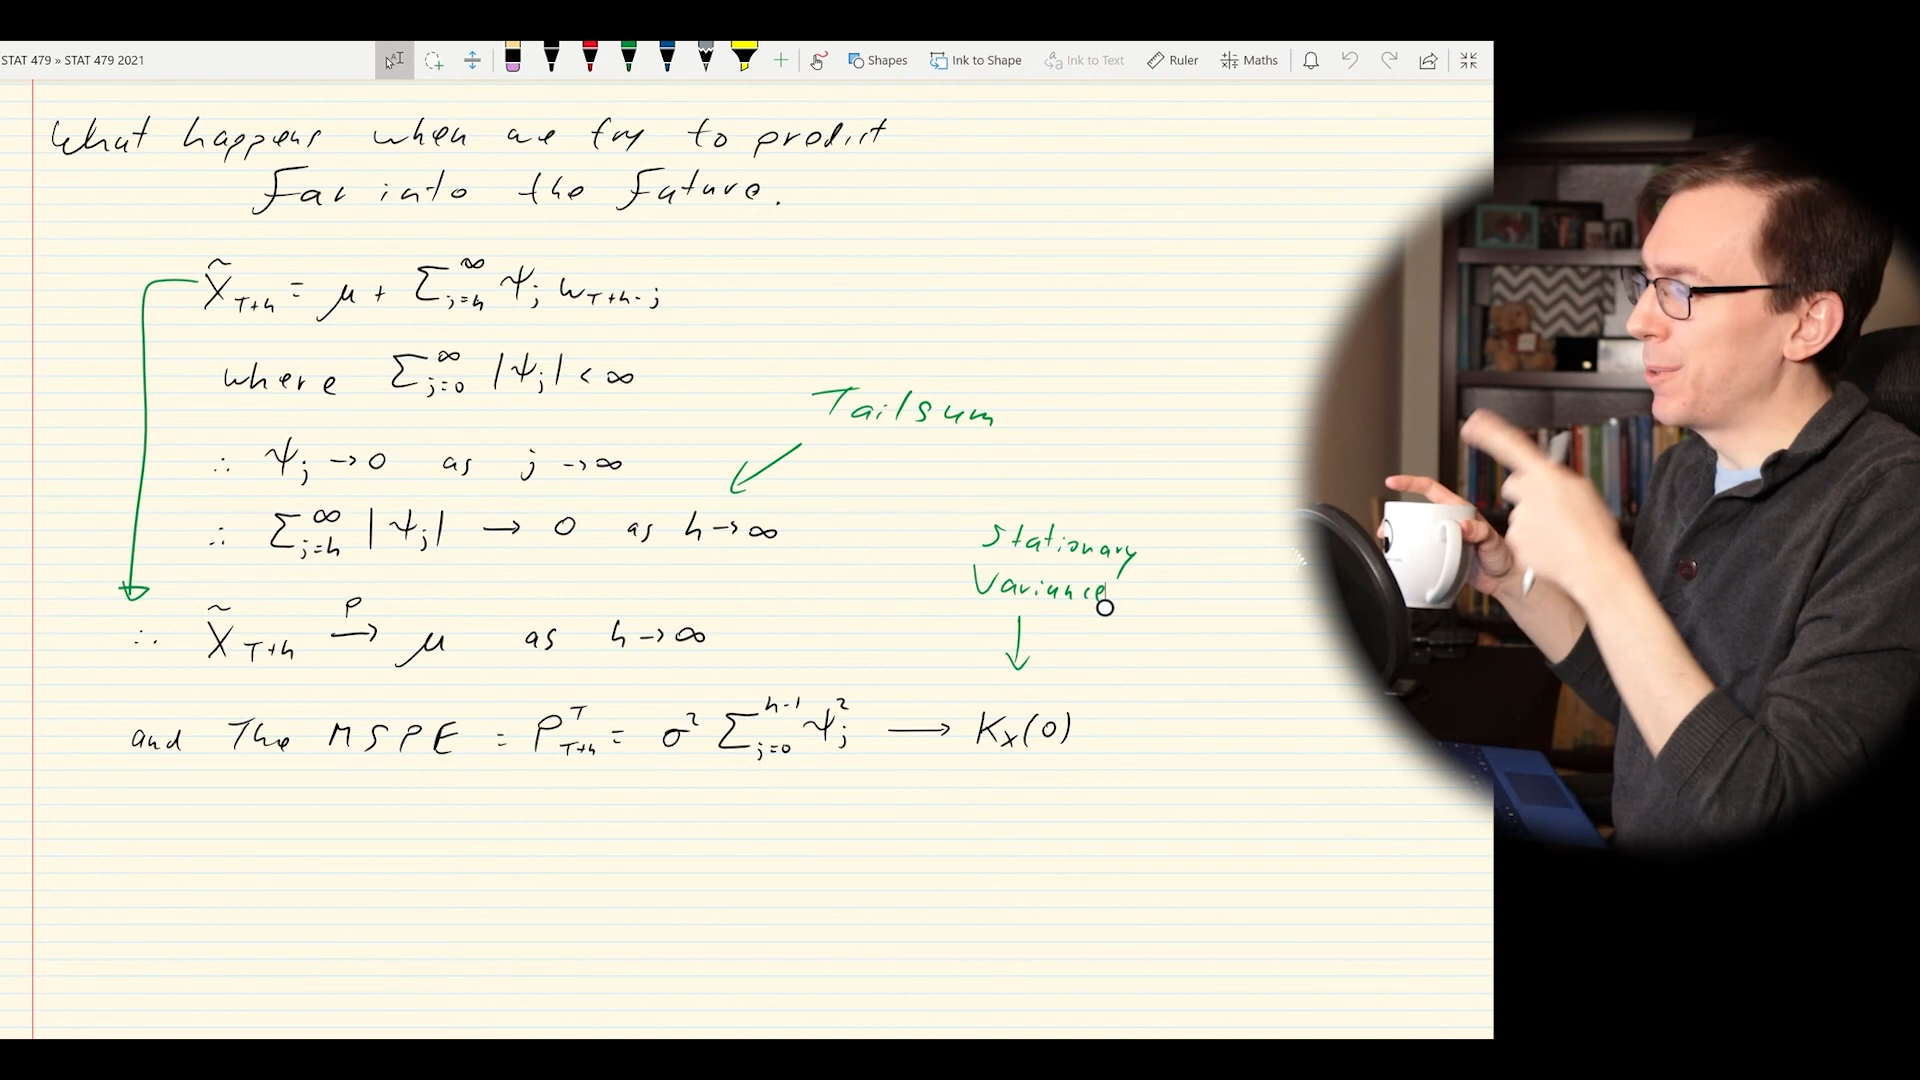 STAT 479 » STAT 479 2021
Shapes Ink to Shape Ink to Text Ruler Maths
What happens when we try to predict
Far into the Future.
X̃_{T+h} = μ + Σ_{j=h}^∞ ψ_j w_{T+h-j}
where Σ_{j=0}^∞ |ψ_j| < ∞
Tailsum
∴ ψ_j → 0 as j → ∞
∴ Σ_{j=h}^∞ |ψ_j| → 0 as h → ∞
Stationary
Variance
∴ X̃_{T+h} →^P μ as h → ∞
and The MSPE = P_{T+h}^T = σ² Σ_{j=0}^{h-1} ψ_j² → K_X(0)